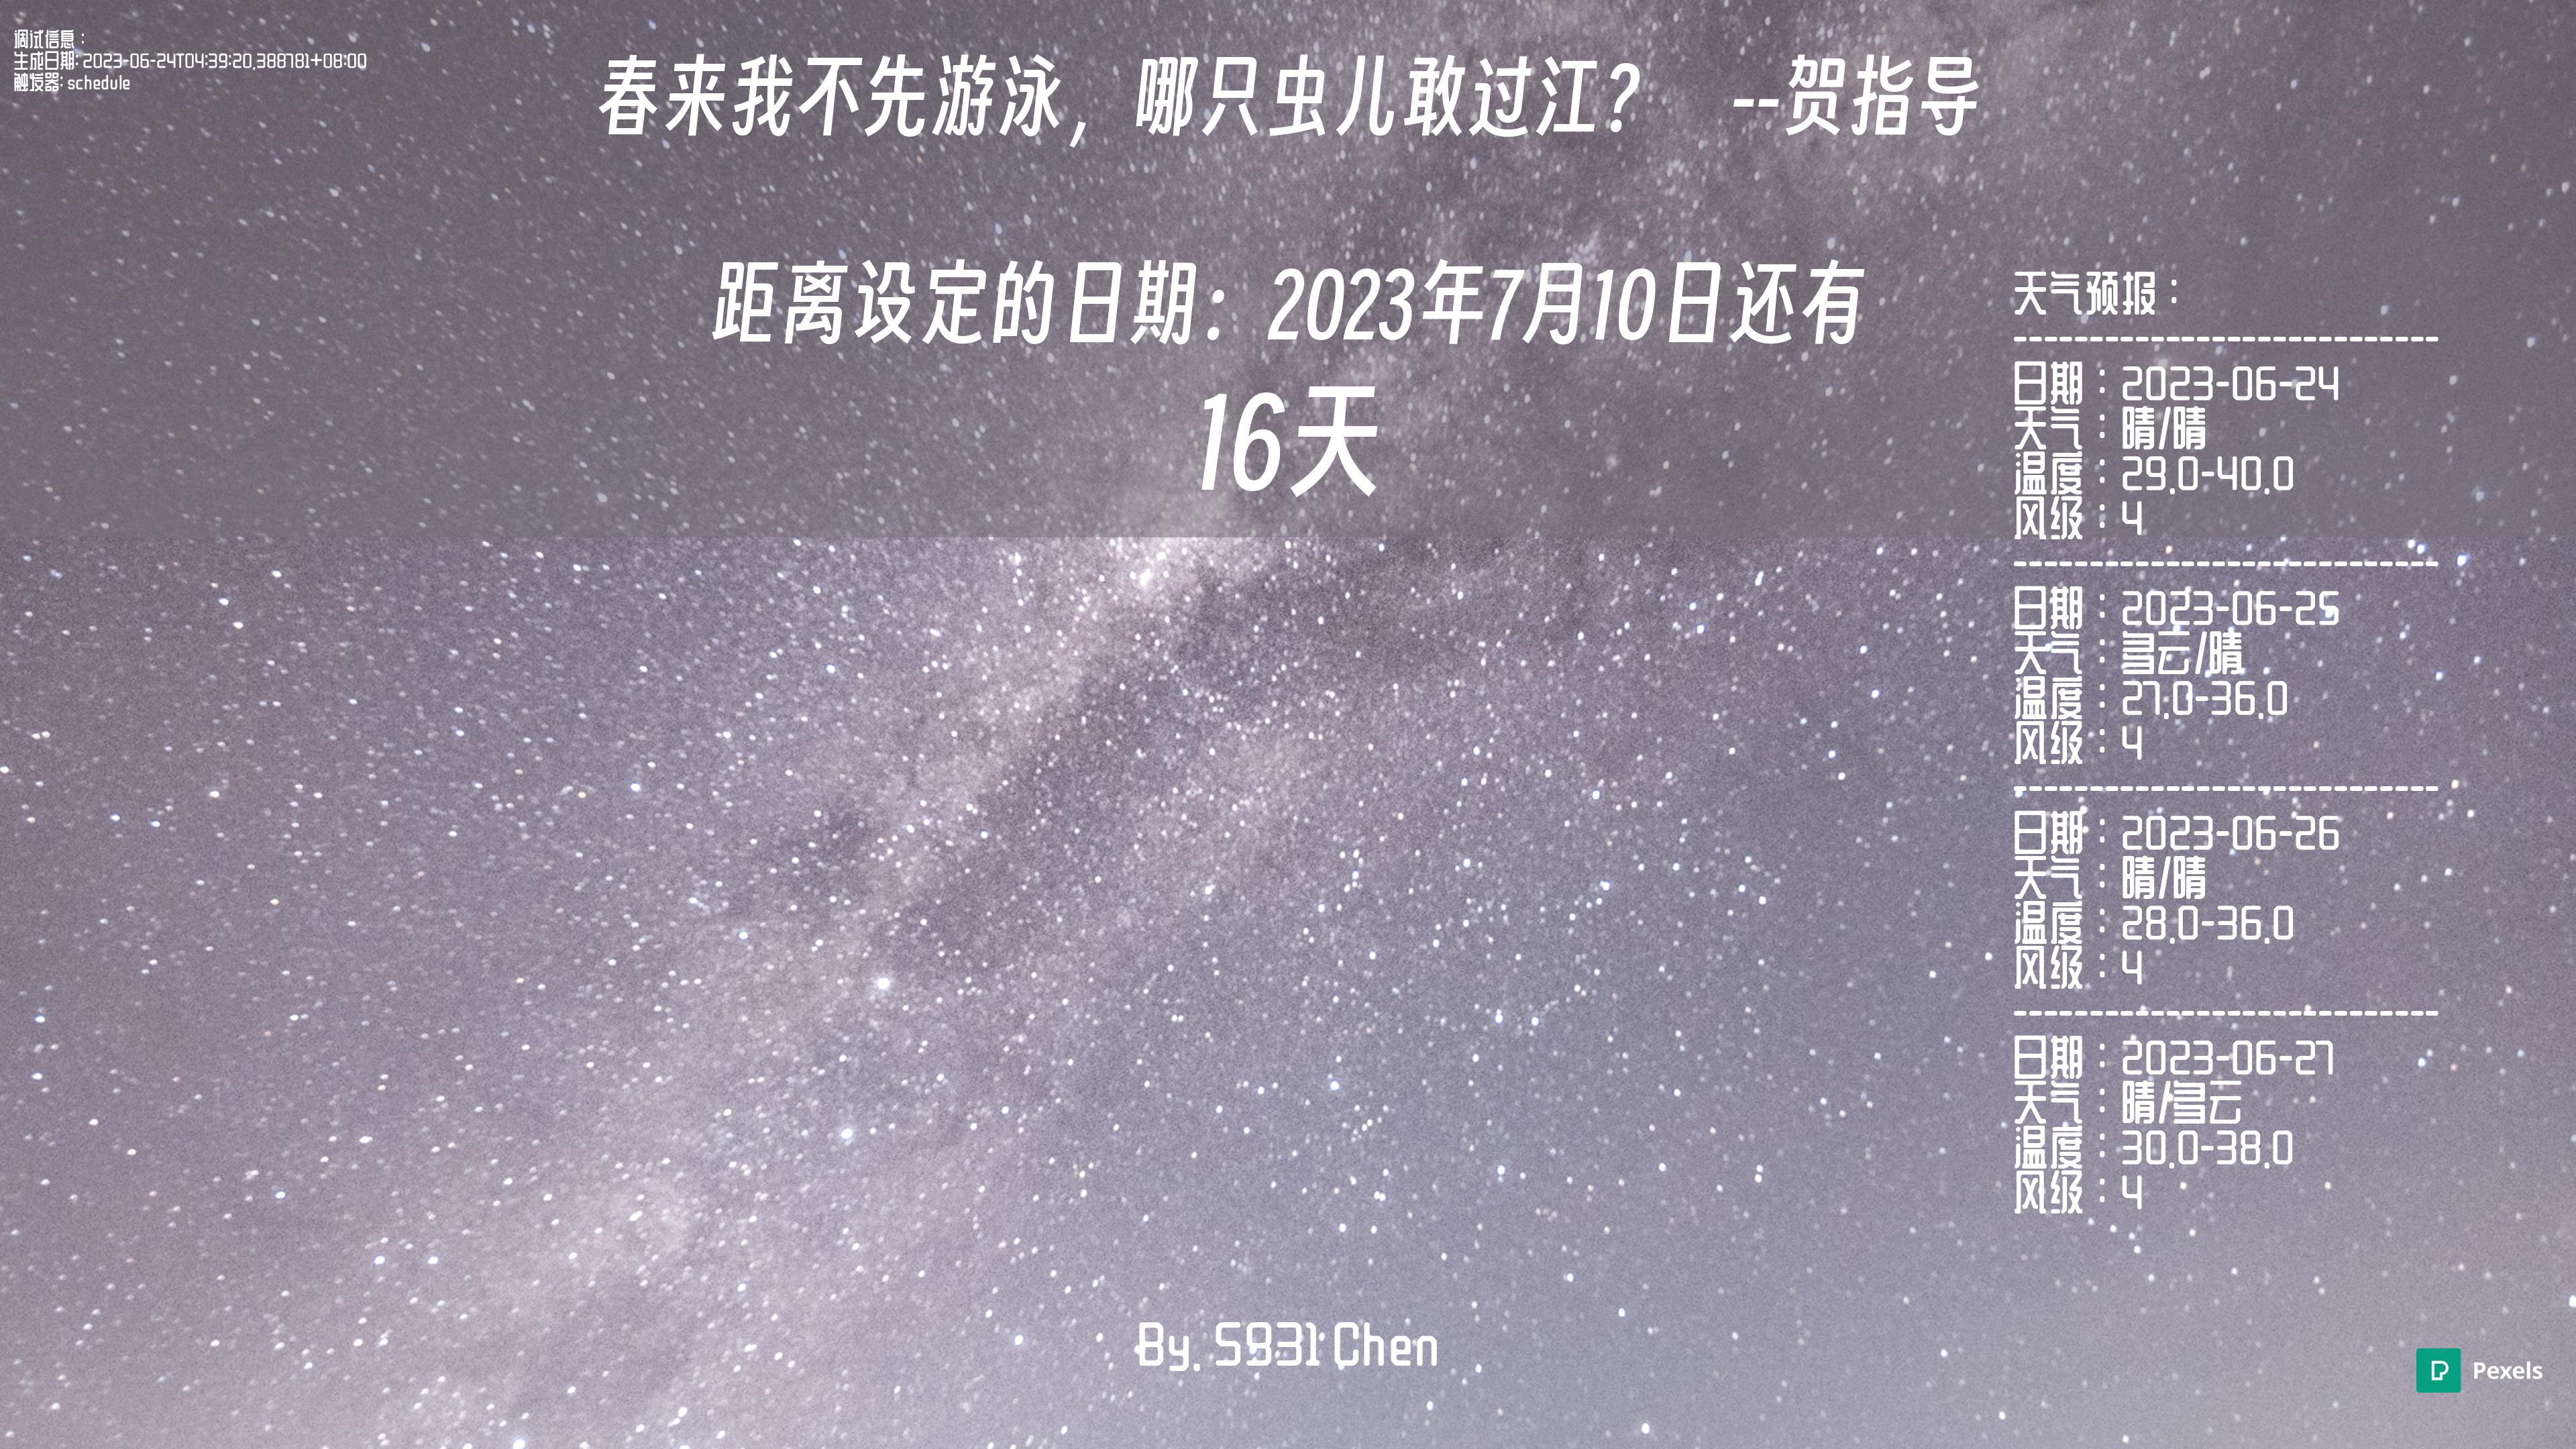 调试信息：
生成日期: 2023-06-24T04:39:20.388781+08:00
触发器: schedule
春来我不先游泳，哪只虫儿敢过江？ --贺指导
距离设定的日期：2023年7月10日还有
16天
天气预报：
----------------------------
日期：2023-06-24
天气：晴/晴
温度：29.0-40.0
风级：4
----------------------------
日期：2023-06-25
天气：多云/晴
温度：27.0-36.0
风级：4
----------------------------
日期：2023-06-26
天气：晴/晴
温度：28.0-36.0
风级：4
----------------------------
日期：2023-06-27
天气：晴/多云
温度：30.0-38.0
风级：4
By. S931 Chen
Pexels